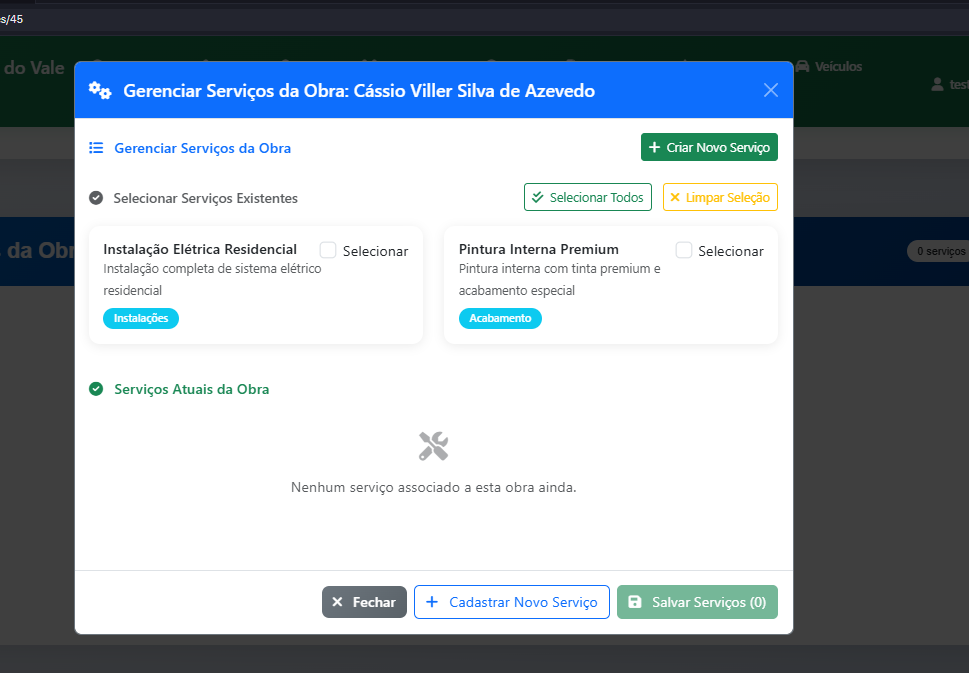 s/45
do Vale
Veículos
test
Gerenciar Serviços da Obra: Cássio Viller Silva de Azevedo
Gerenciar Serviços da Obra
Criar Novo Serviço
Selecionar Serviços Existentes
Selecionar Todos
Limpar Seleção
da Obr
0 serviços
Instalação Elétrica Residencial
Selecionar
Instalação completa de sistema elétrico
residencial
Instalações
Pintura Interna Premium
Selecionar
Pintura interna com tinta premium e
acabamento especial
Acabamento
Serviços Atuais da Obra
Nenhum serviço associado a esta obra ainda.
Fechar
Cadastrar Novo Serviço
Salvar Serviços (0)